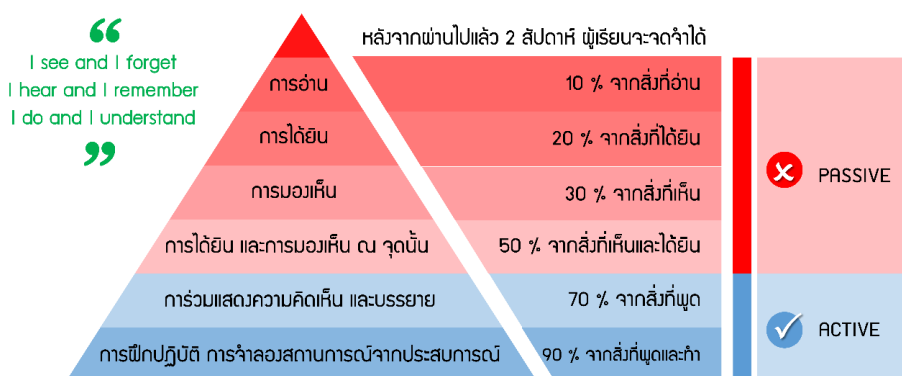 “
I see and I forget
I hear and I remember
I do and I understand
”
หลังจากผ่านไปแล้ว 2 สัปดาห์ ผู้เรียนจะจดจำได้
การอ่าน
10 % จากสิ่งที่อ่าน
การได้ยิน
20 % จากสิ่งที่ได้ยิน
การมองเห็น
30 % จากสิ่งที่เห็น
การได้ยิน และการมองเห็น ณ จุดนั้น
50 % จากสิ่งที่เห็นและได้ยิน
PASSIVE
การ่วมแสดงความคิดเห็น และบรรยาย
70 % จากสิ่งที่พูด
การฝึกปฏิบัติ การจำลองสถานการณ์จากประสบการณ์
90 % จากสิ่งที่พูดและทำ
ACTIVE